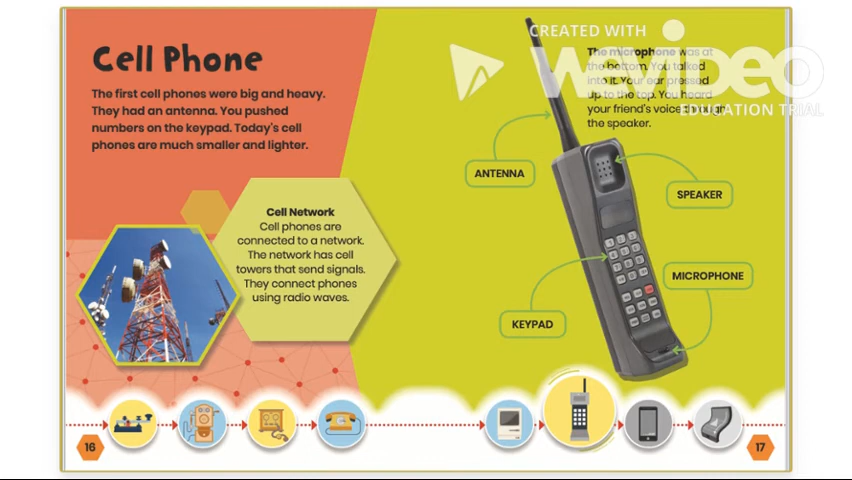 Cell Phone
The first cell phones were big and heavy.
They had an antenna. You pushed
numbers on the keypad. Today's cell
phones are much smaller and lighter.
Cell Network
Cell phones are
connected to a network.
The network has cell
towers that send signals.
They connect phones
using radio waves.
16
CREATED WITH
WeVideo
EDUCATION TRIAL
The microphone was at
the bottom. You talked
into it. Your ear pressed
up to the top. You heard
your friend's voice through
the speaker.
ANTENNA
SPEAKER
MICROPHONE
KEYPAD
17